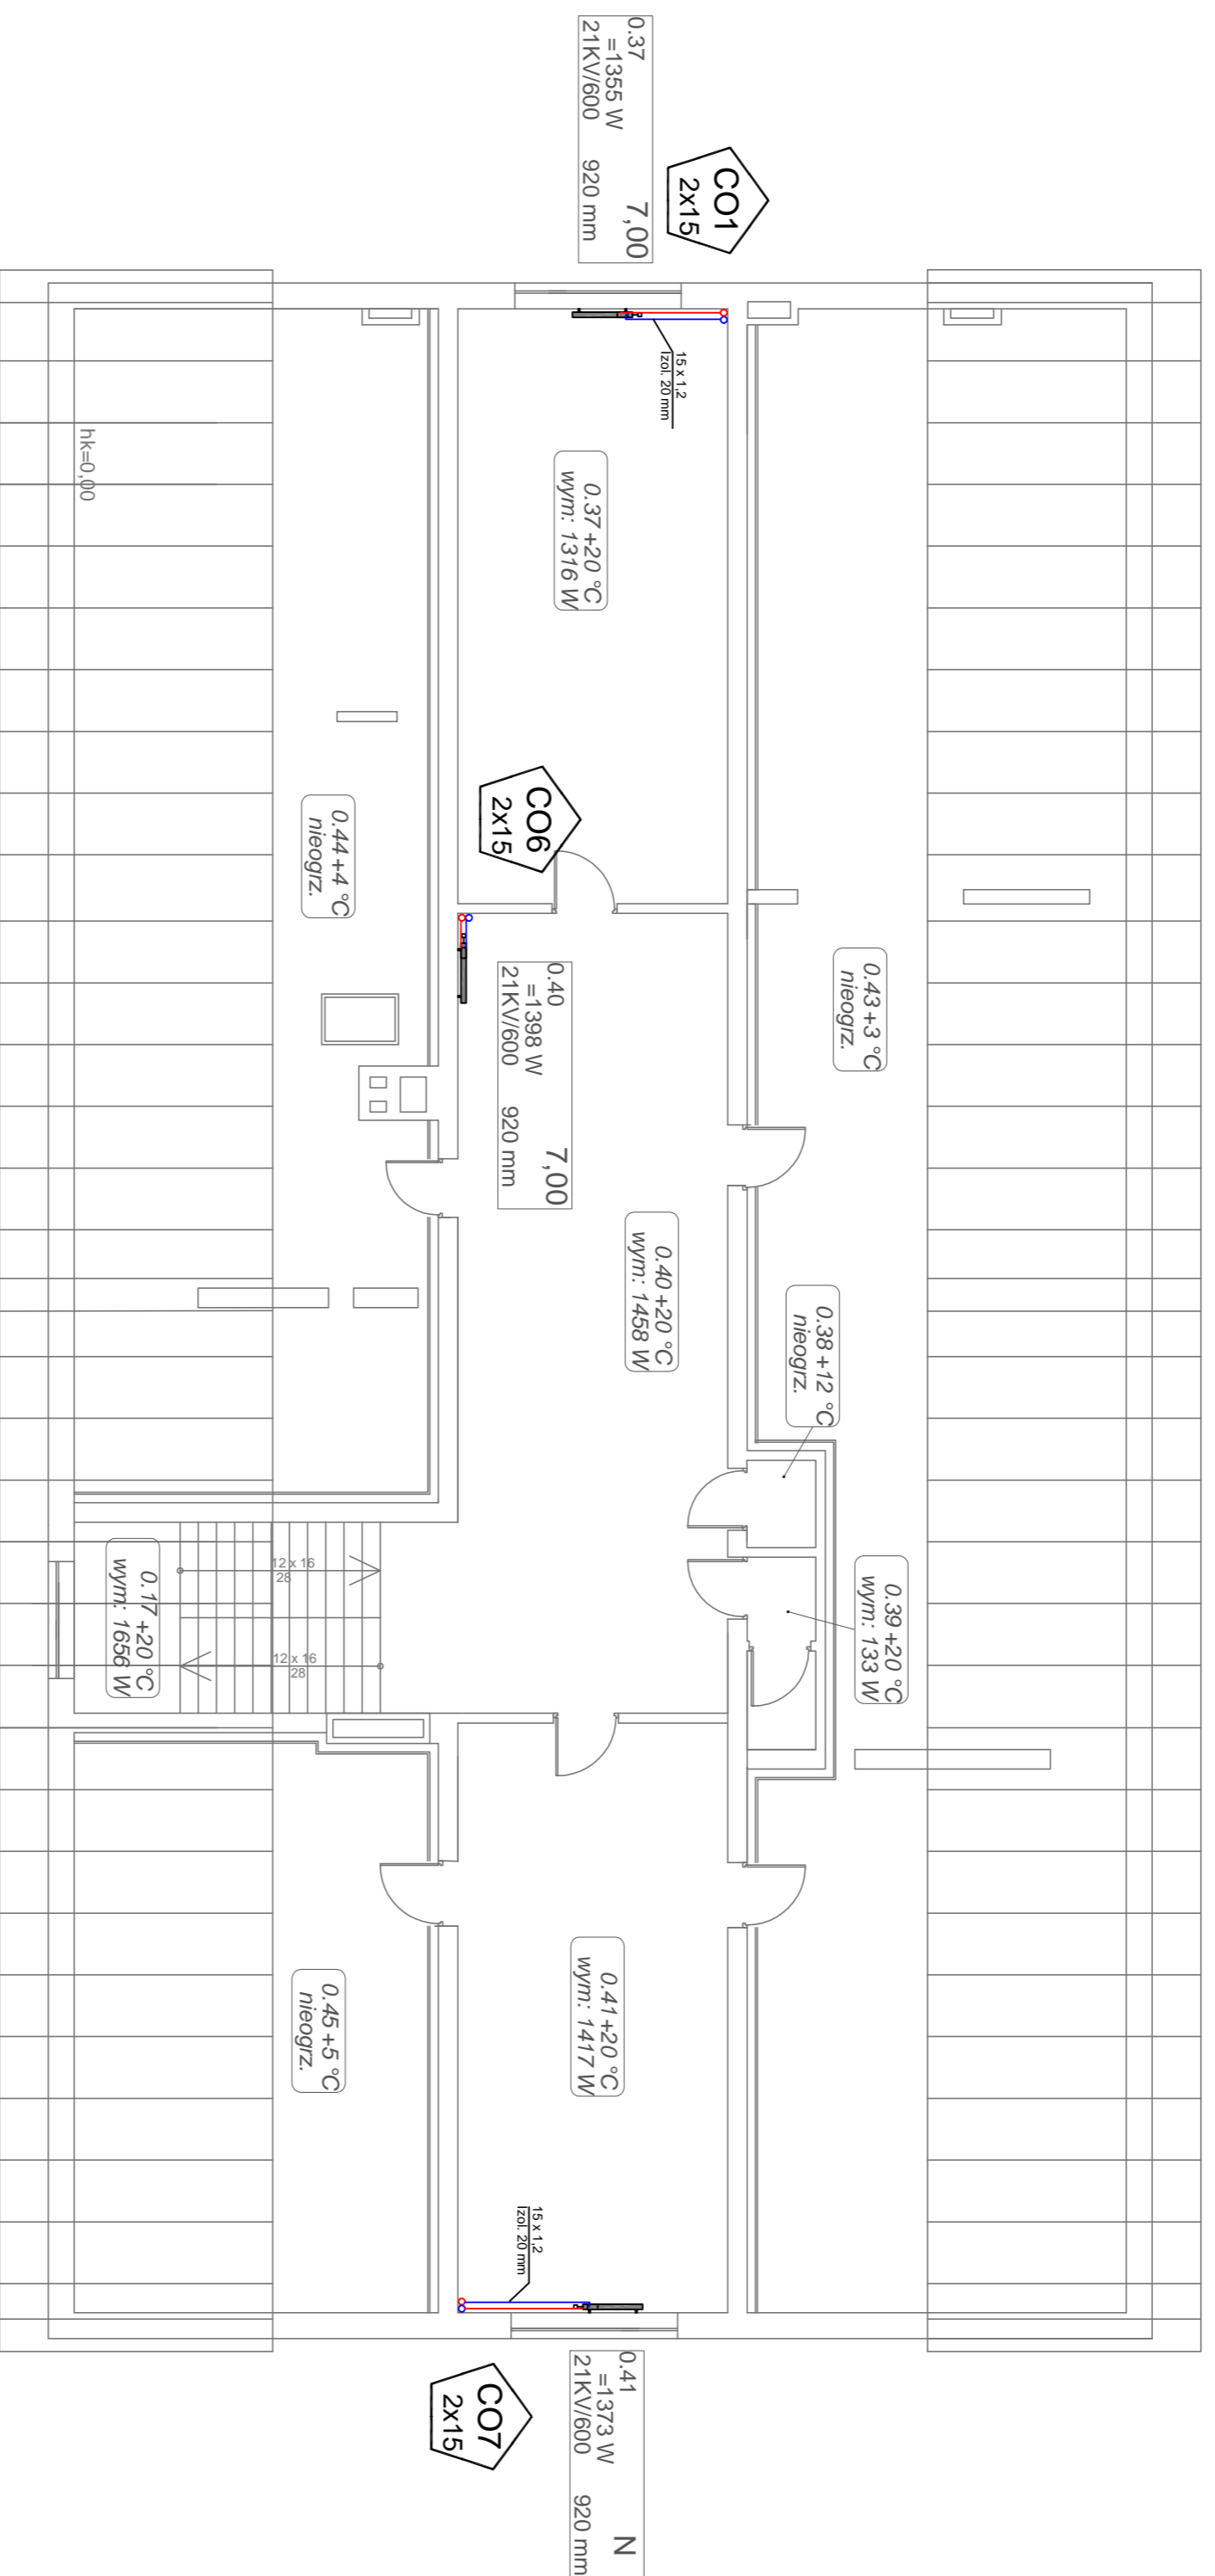 0.37
=1355 W 7,00
21KV/600 920 mm
CO1
2x15
15 x 1,2
Izol. 20 mm
hk=0,00
0.37 +20 °C
wym: 1316 W
CO6
2x15
0.44 +4 °C
nieogrz.
0.43 +3 °C
nieogrz.
0.40
=1398 W 7,00
21KV/600 920 mm
0.40 +20 °C
wym: 1458 W
0.38 +12 °C
nieogrz.
0.39 +20 °C
wym: 133 W
0.17 +20 °C
wym: 1656 W
12 x 16
28
12 x 16
28
0.41 +20 °C
wym: 1417 W
0.45 +5 °C
nieogrz.
15 x 1,2
Izol. 20 mm
0.41
=1373 W N
21KV/600 920 mm
CO7
2x15